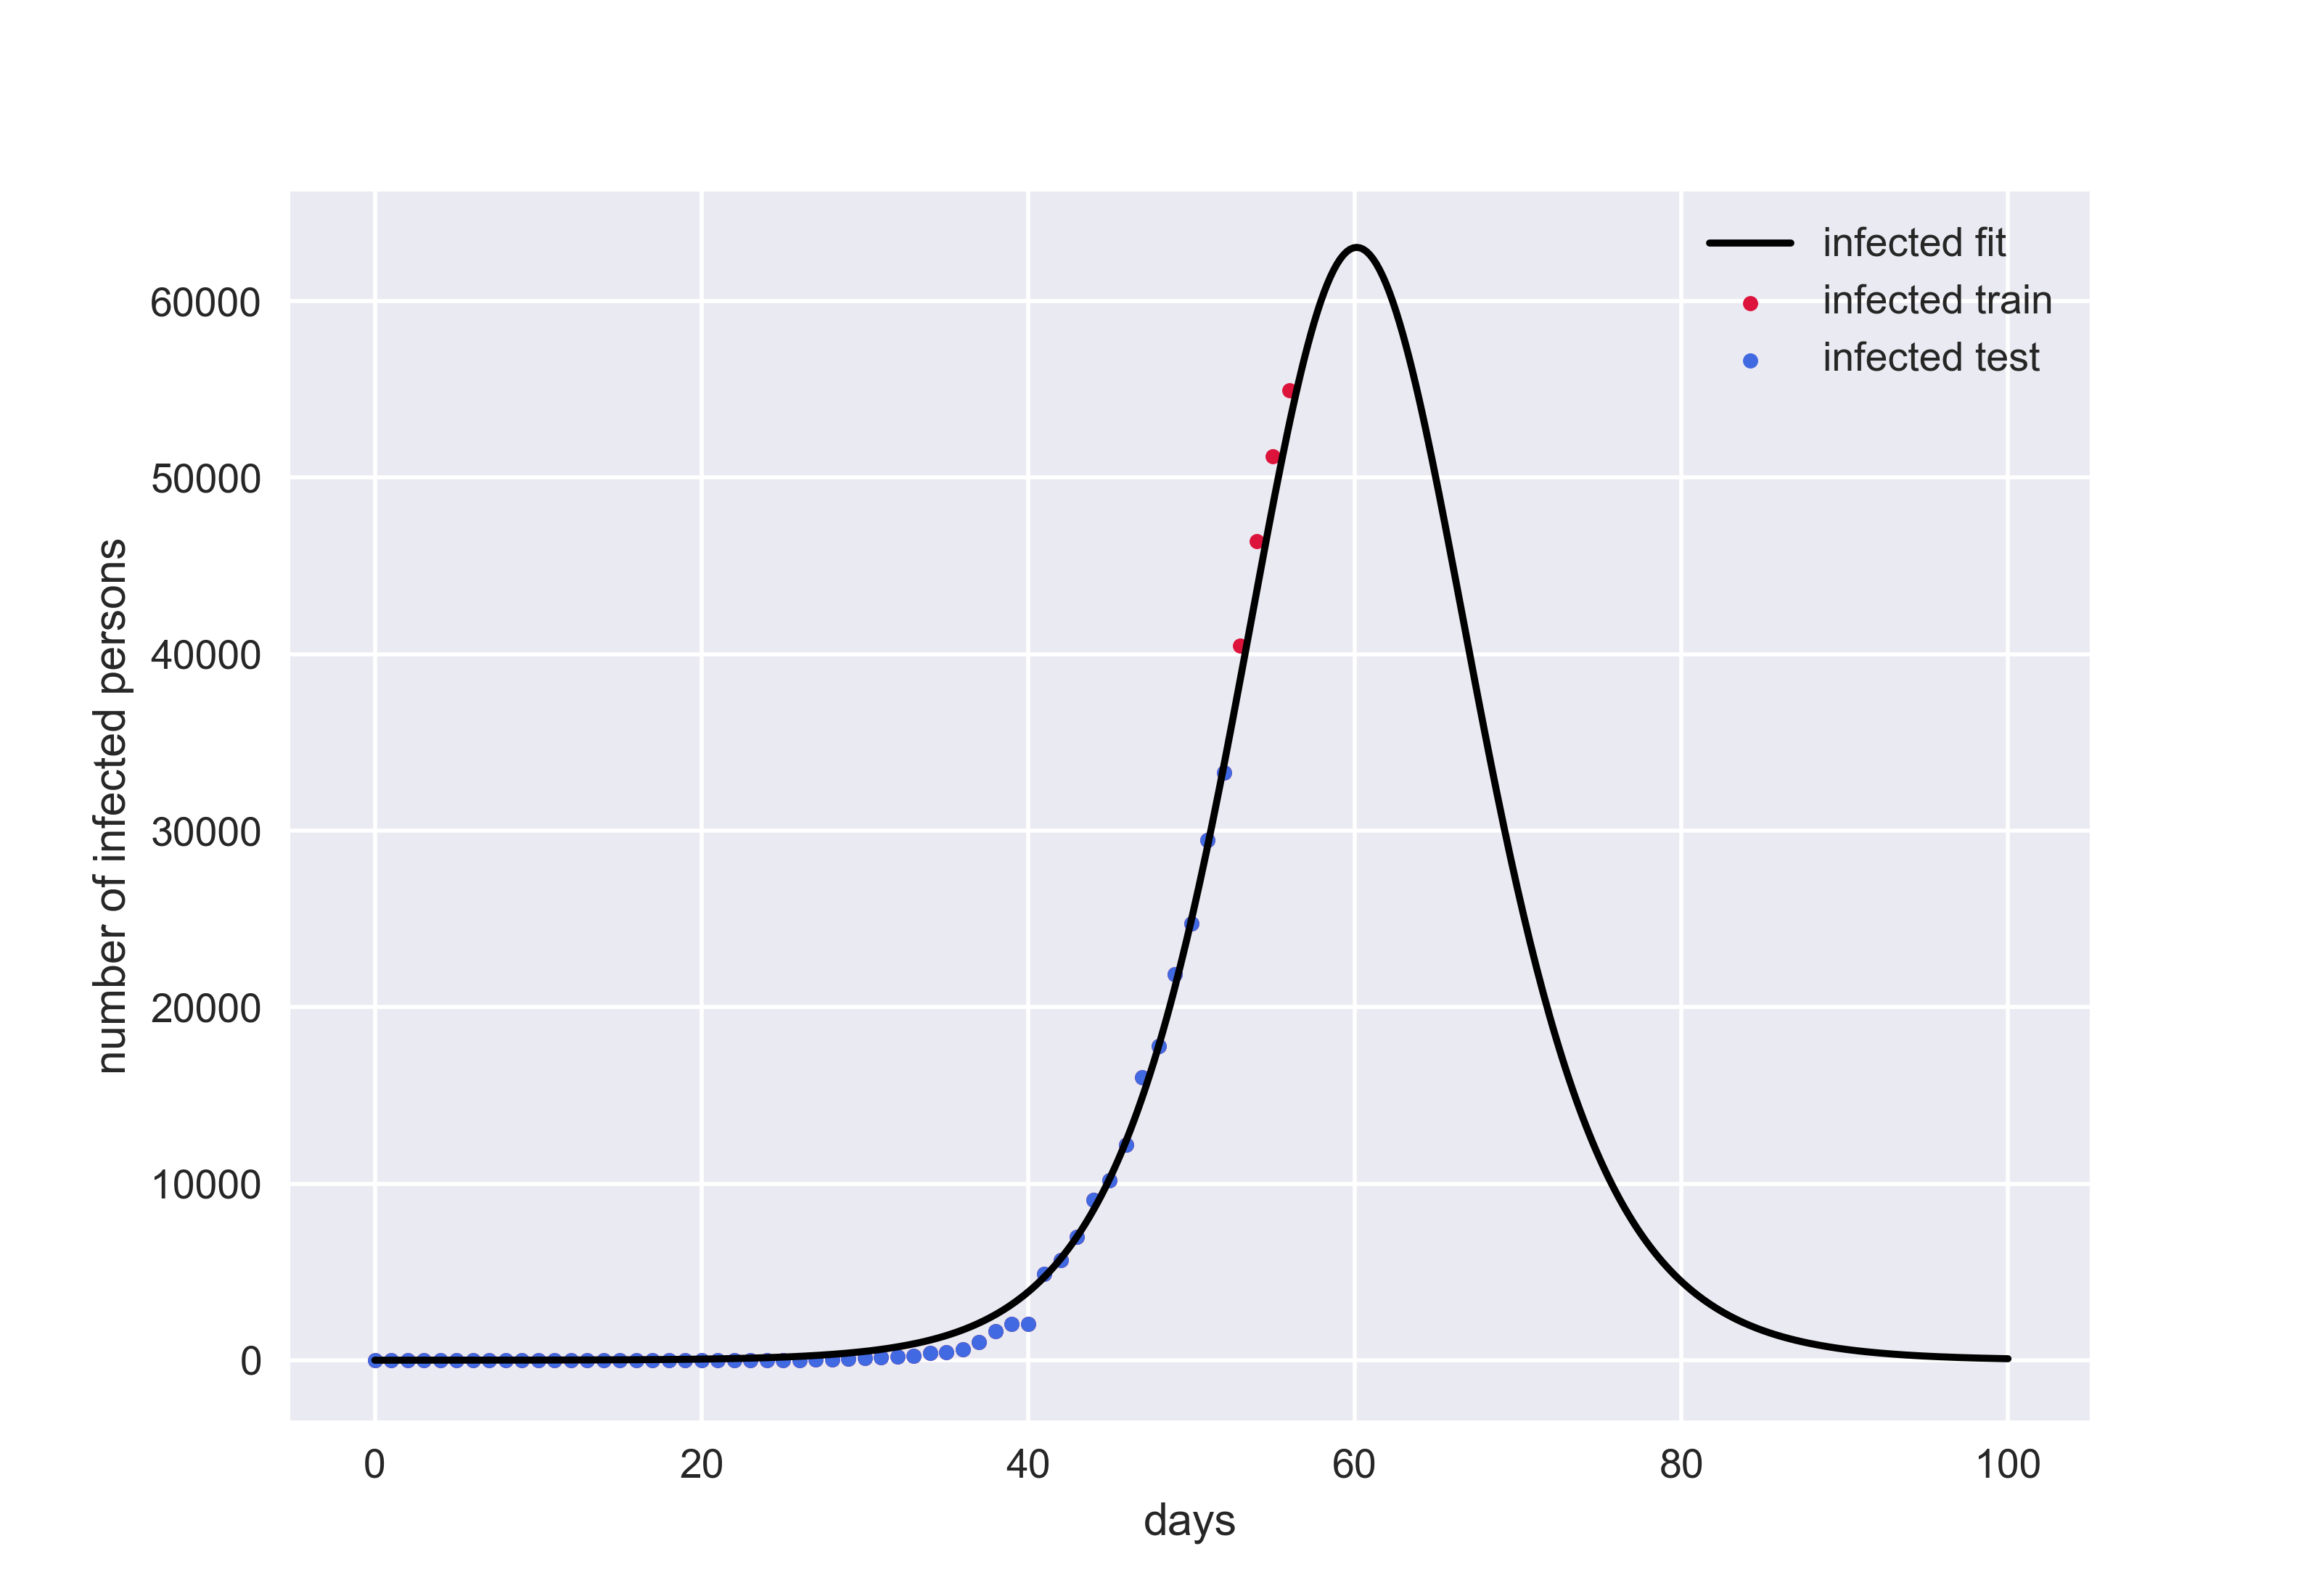 infected fit
infected train
infected test
60000
50000
40000
30000
20000
10000
0
number of infected persons
0 20 40 60 80 100
days